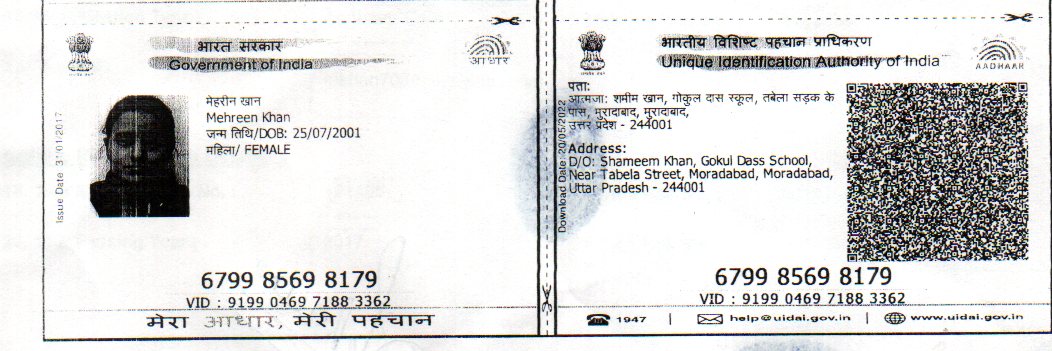 भारत सरकार
Government of India
आधार
Issue Date: 31/01/2017
मेहरीन खान
Mehreen Khan
जन्म तिथि/DOB: 25/07/2001
महिला/ FEMALE
6799 8569 8179
VID : 9199 0469 7188 3362
मेरा आधार, मेरी पहचान
भारतीय विशिष्ट पहचान प्राधिकरण
Unique Identification Authority of India
AADHAAR
Download Date: 20/05/2022
पता:
आत्मजा: शमीम खान, गोकुल दास स्कूल, तबेला सड़क के
पास, मुरादाबाद, मुरादाबाद,
उत्तर प्रदेश - 244001
Address:
D/O: Shameem Khan, Gokul Dass School,
Near Tabela Street, Moradabad, Moradabad,
Uttar Pradesh - 244001
6799 8569 8179
VID : 9199 0469 7188 3362
1947 | help@uidai.gov.in | www.uidai.gov.in